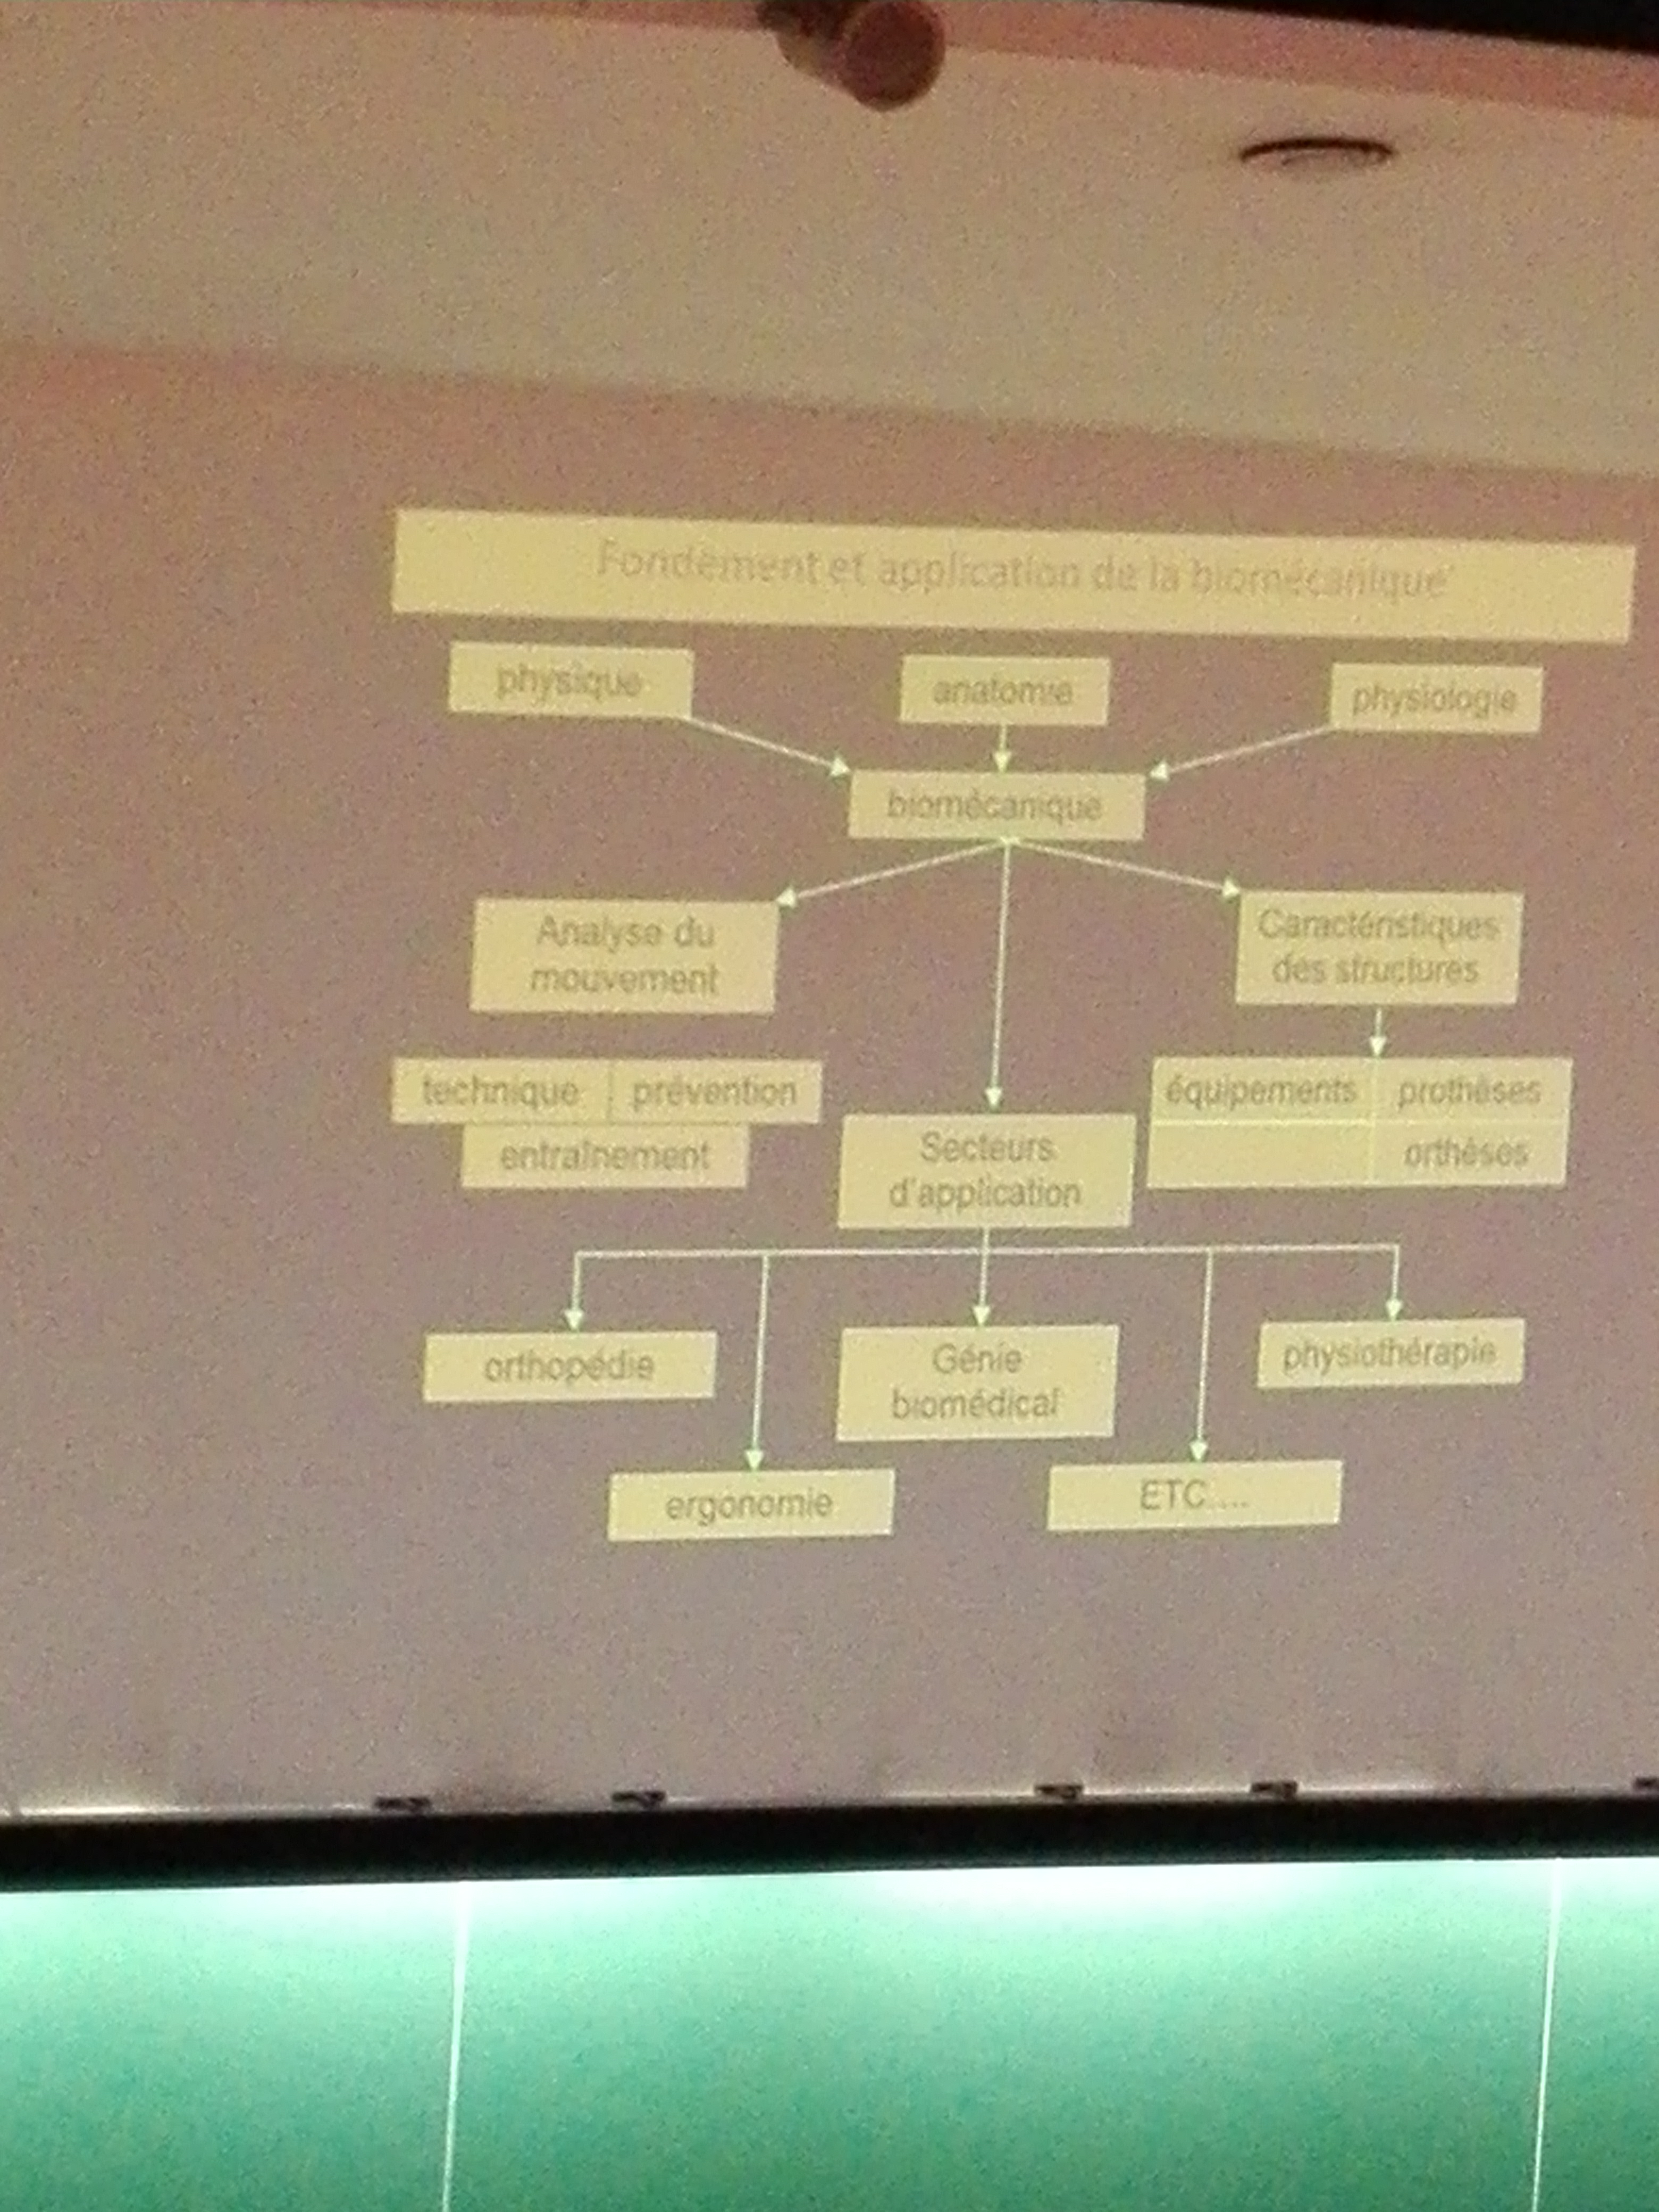 Fondement et application de la biomécanique
physique
anatomie
physiologie
biomécanique
Analyse du
mouvement
Caractéristiques
des structures
technique
prévention
entraînement
équipements
prothèses
orthèses
Secteurs
d'application
orthopédie
Génie
biomédical
physiothérapie
ergonomie
ETC....